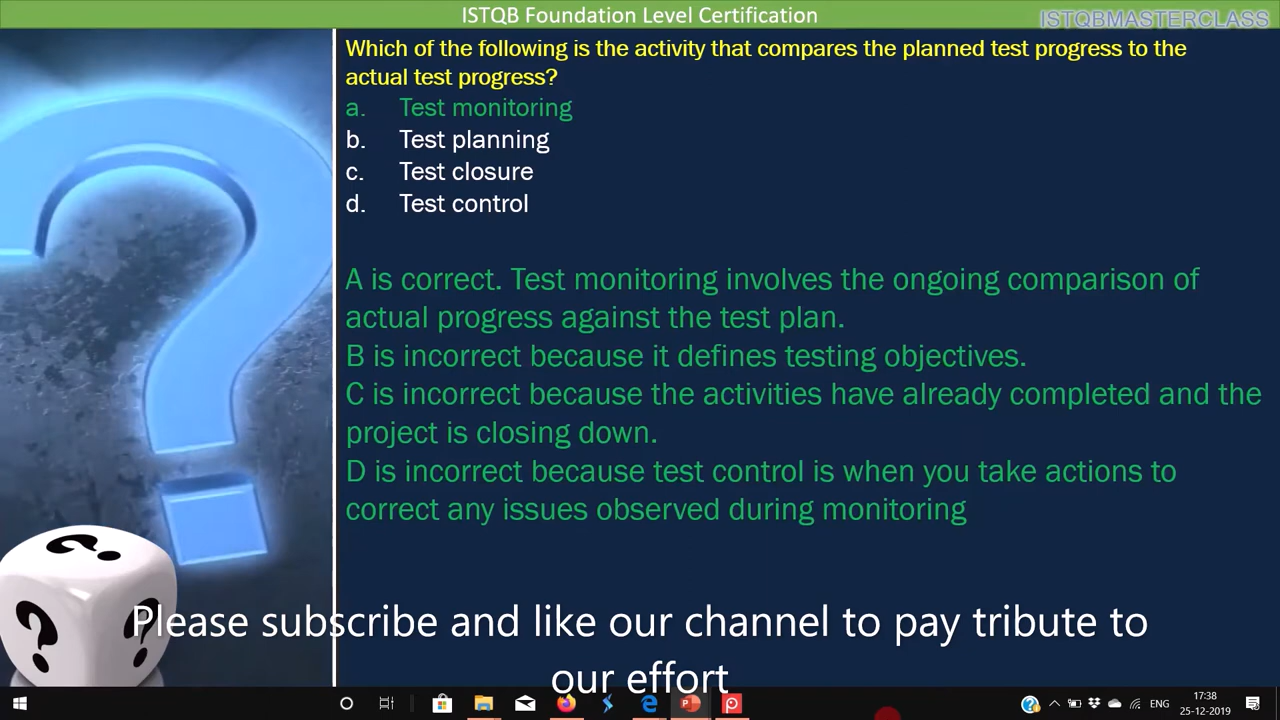 ISTQB Foundation Level Certification
ISTQBMASTERCLASS
Which of the following is the activity that compares the planned test progress to the
actual test progress?
a. Test monitoring
b. Test planning
c. Test closure
d. Test control
A is correct. Test monitoring involves the ongoing comparison of
actual progress against the test plan.
B is incorrect because it defines testing objectives.
C is incorrect because the activities have already completed and the
project is closing down.
D is incorrect because test control is when you take actions to
correct any issues observed during monitoring
Please subscribe and like our channel to pay tribute to
our effort
ENG
17:38
25-12-2019